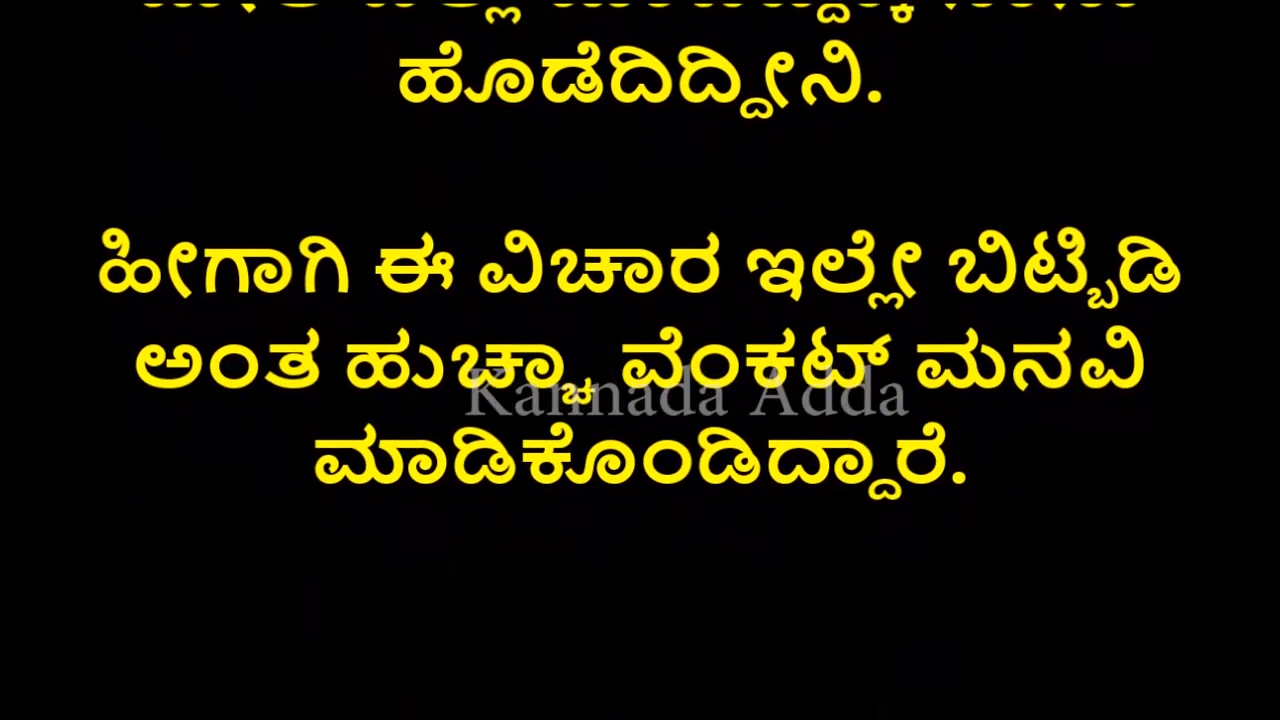 ಹೊಡೆದಿದ್ದೀನಿ.
ಹೀಗಾಗಿ ಈ ವಿಚಾರ ಇಲ್ಲೇ ಬಿಟ್ಬಿಡಿ
ಅಂತ ಹುಚ್ಚಾ ವೆಂಕಟ್ ಮನವಿ
Kannada Adda
ಮಾಡಿಕೊಂಡಿದ್ದಾರೆ.